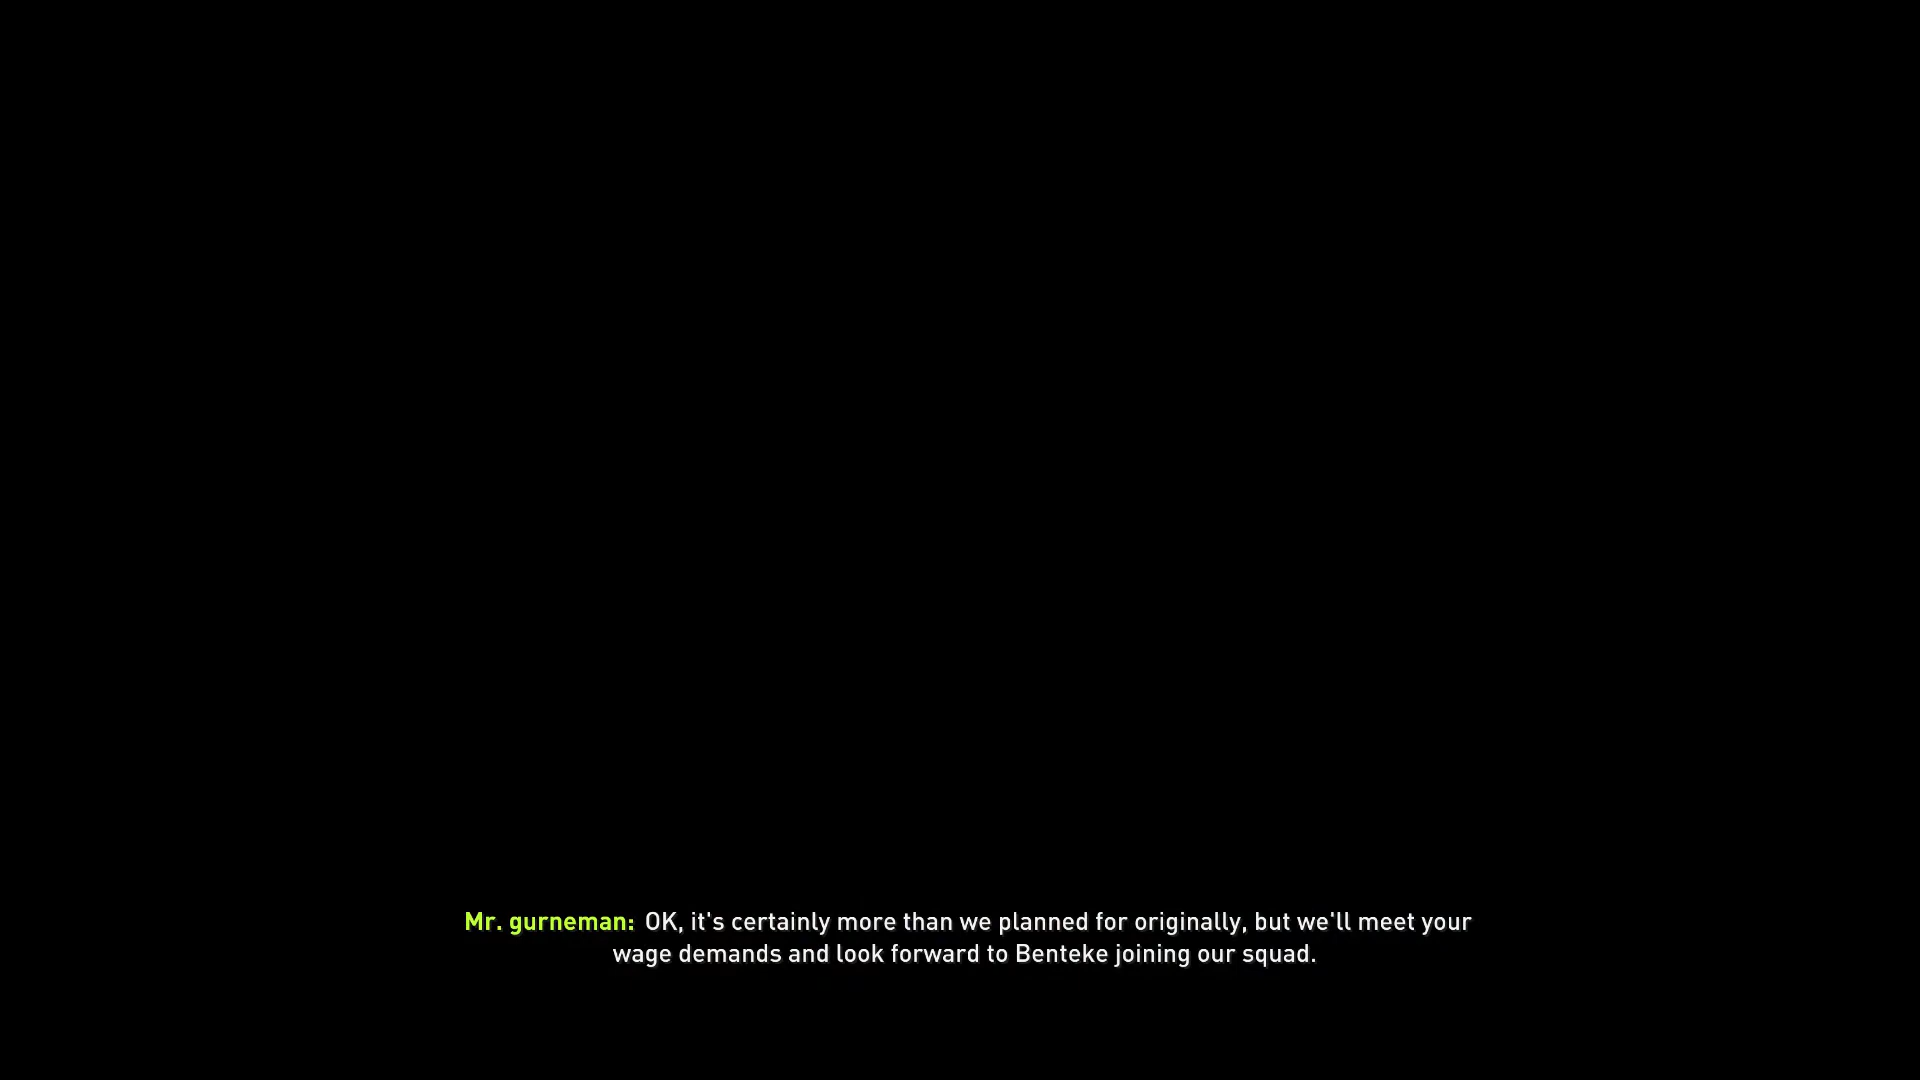 Mr. gurneman: OK, it's certainly more than we planned for originally, but we'll meet your
wage demands and look forward to Benteke joining our squad.